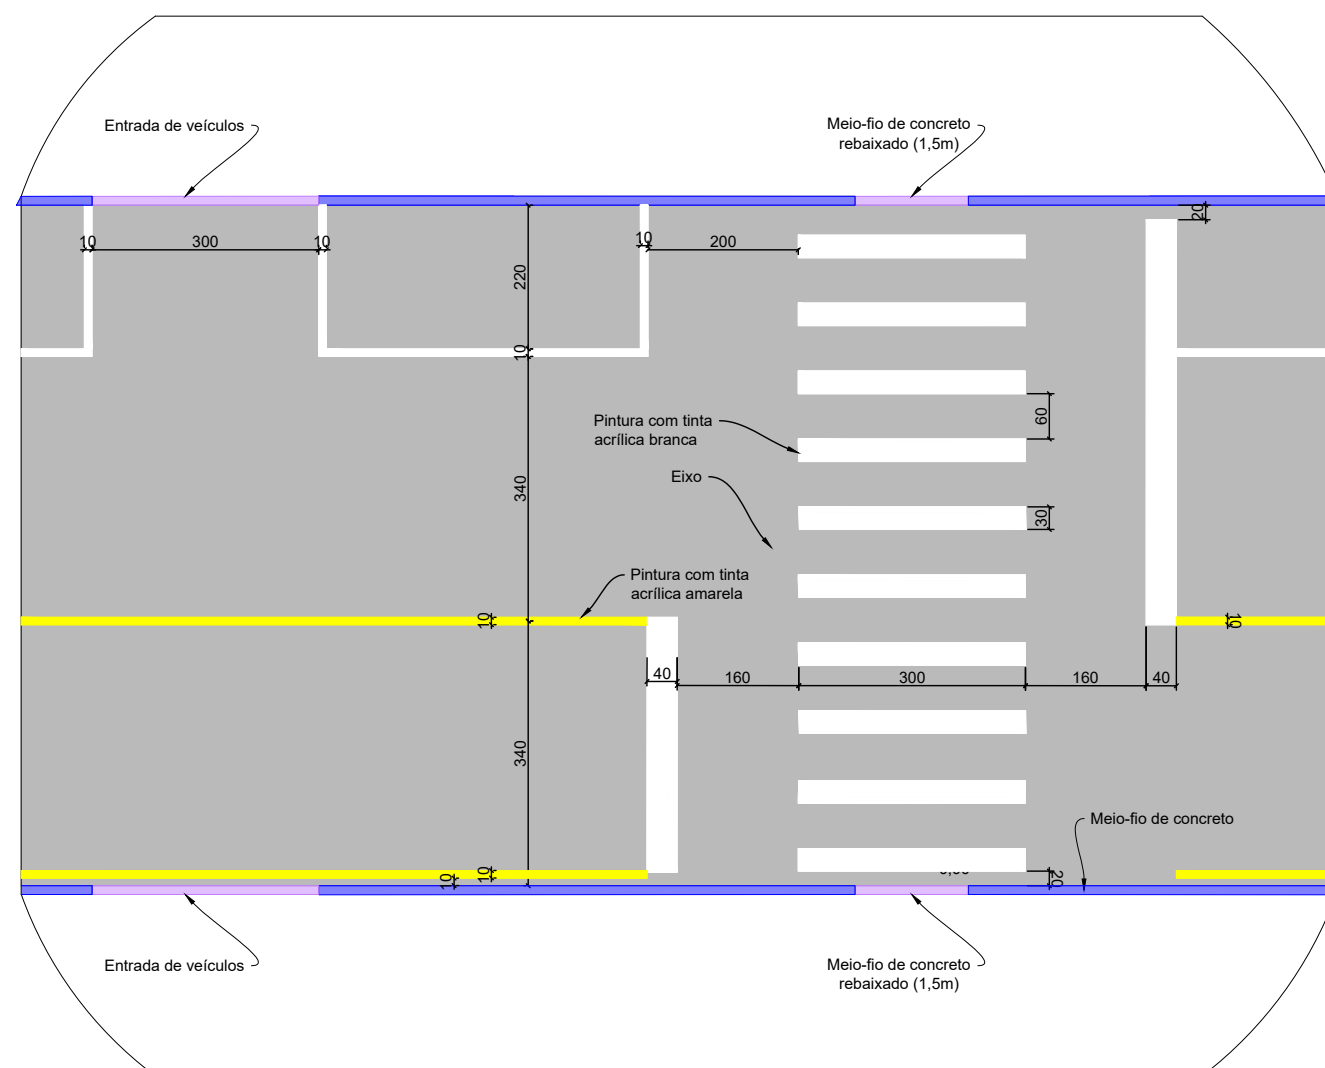 Entrada de veículos
Meio-fio de concreto
rebaixado (1,5m)
20
10
300
10
10
200
220
10
Pintura com tinta
acrílica branca
60
Eixo
340
30
Pintura com tinta
acrílica amarela
10
10
40
160
300
160
40
340
Meio-fio de concreto
10
10
20
Entrada de veículos
Meio-fio de concreto
rebaixado (1,5m)